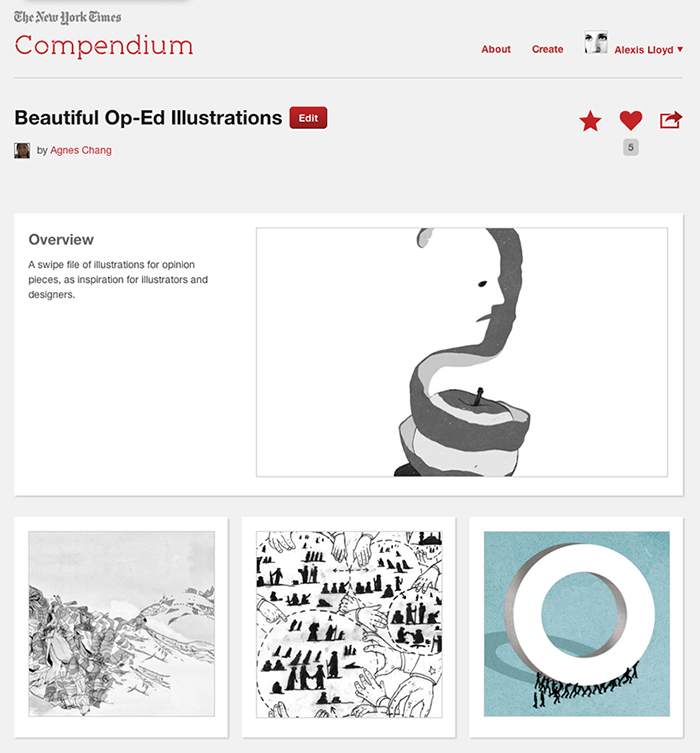 The New York Times
Compendium
About Create Alexis Lloyd
Beautiful Op-Ed Illustrations Edit
by Agnes Chang
5
Overview
A swipe file of illustrations for opinion
pieces, as inspiration for illustrators and
designers.